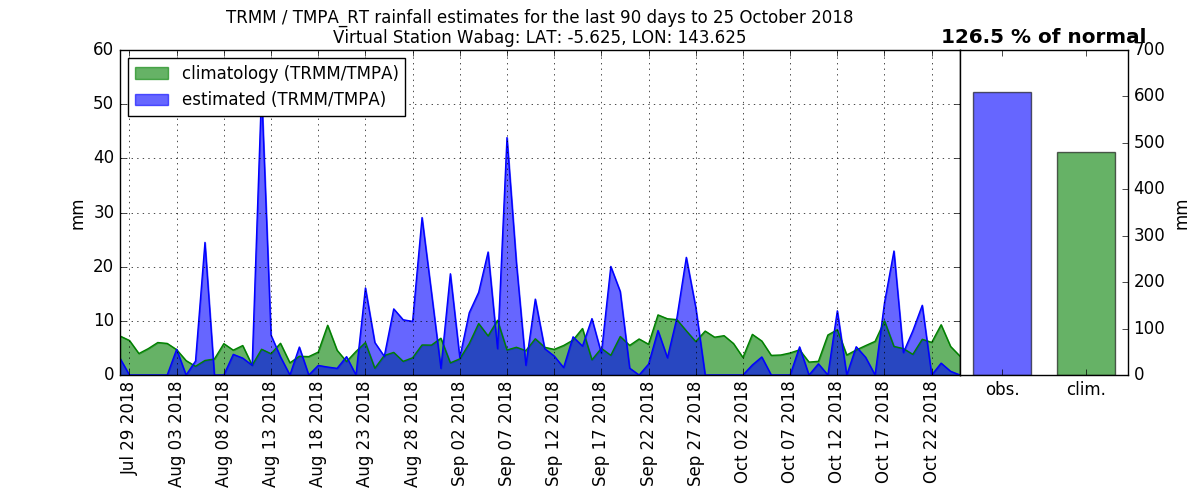 TRMM / TMPA_RT rainfall estimates for the last 90 days to 25 October 2018
Virtual Station Wabag: LAT: -5.625, LON: 143.625
126.5 % of normal
climatology (TRMM/TMPA)
estimated (TRMM/TMPA)
60
50
40
30
20
10
0
mm
Jul 29 2018
Aug 03 2018
Aug 08 2018
Aug 13 2018
Aug 18 2018
Aug 23 2018
Aug 28 2018
Sep 02 2018
Sep 07 2018
Sep 12 2018
Sep 17 2018
Sep 22 2018
Sep 27 2018
Oct 02 2018
Oct 07 2018
Oct 12 2018
Oct 17 2018
Oct 22 2018
700
600
500
400
300
200
100
0
mm
obs.
clim.